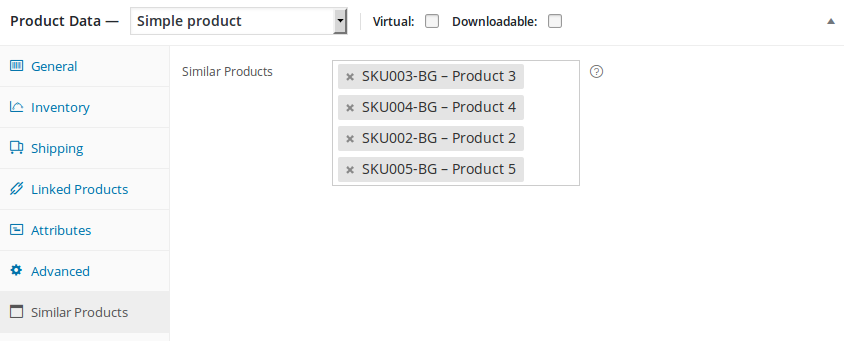 Product Data — Simple product Virtual: Downloadable:
General
Inventory
Shipping
Linked Products
Attributes
Advanced
Similar Products
Similar Products
× SKU003-BG – Product 3
× SKU004-BG – Product 4
× SKU002-BG – Product 2
× SKU005-BG – Product 5
?